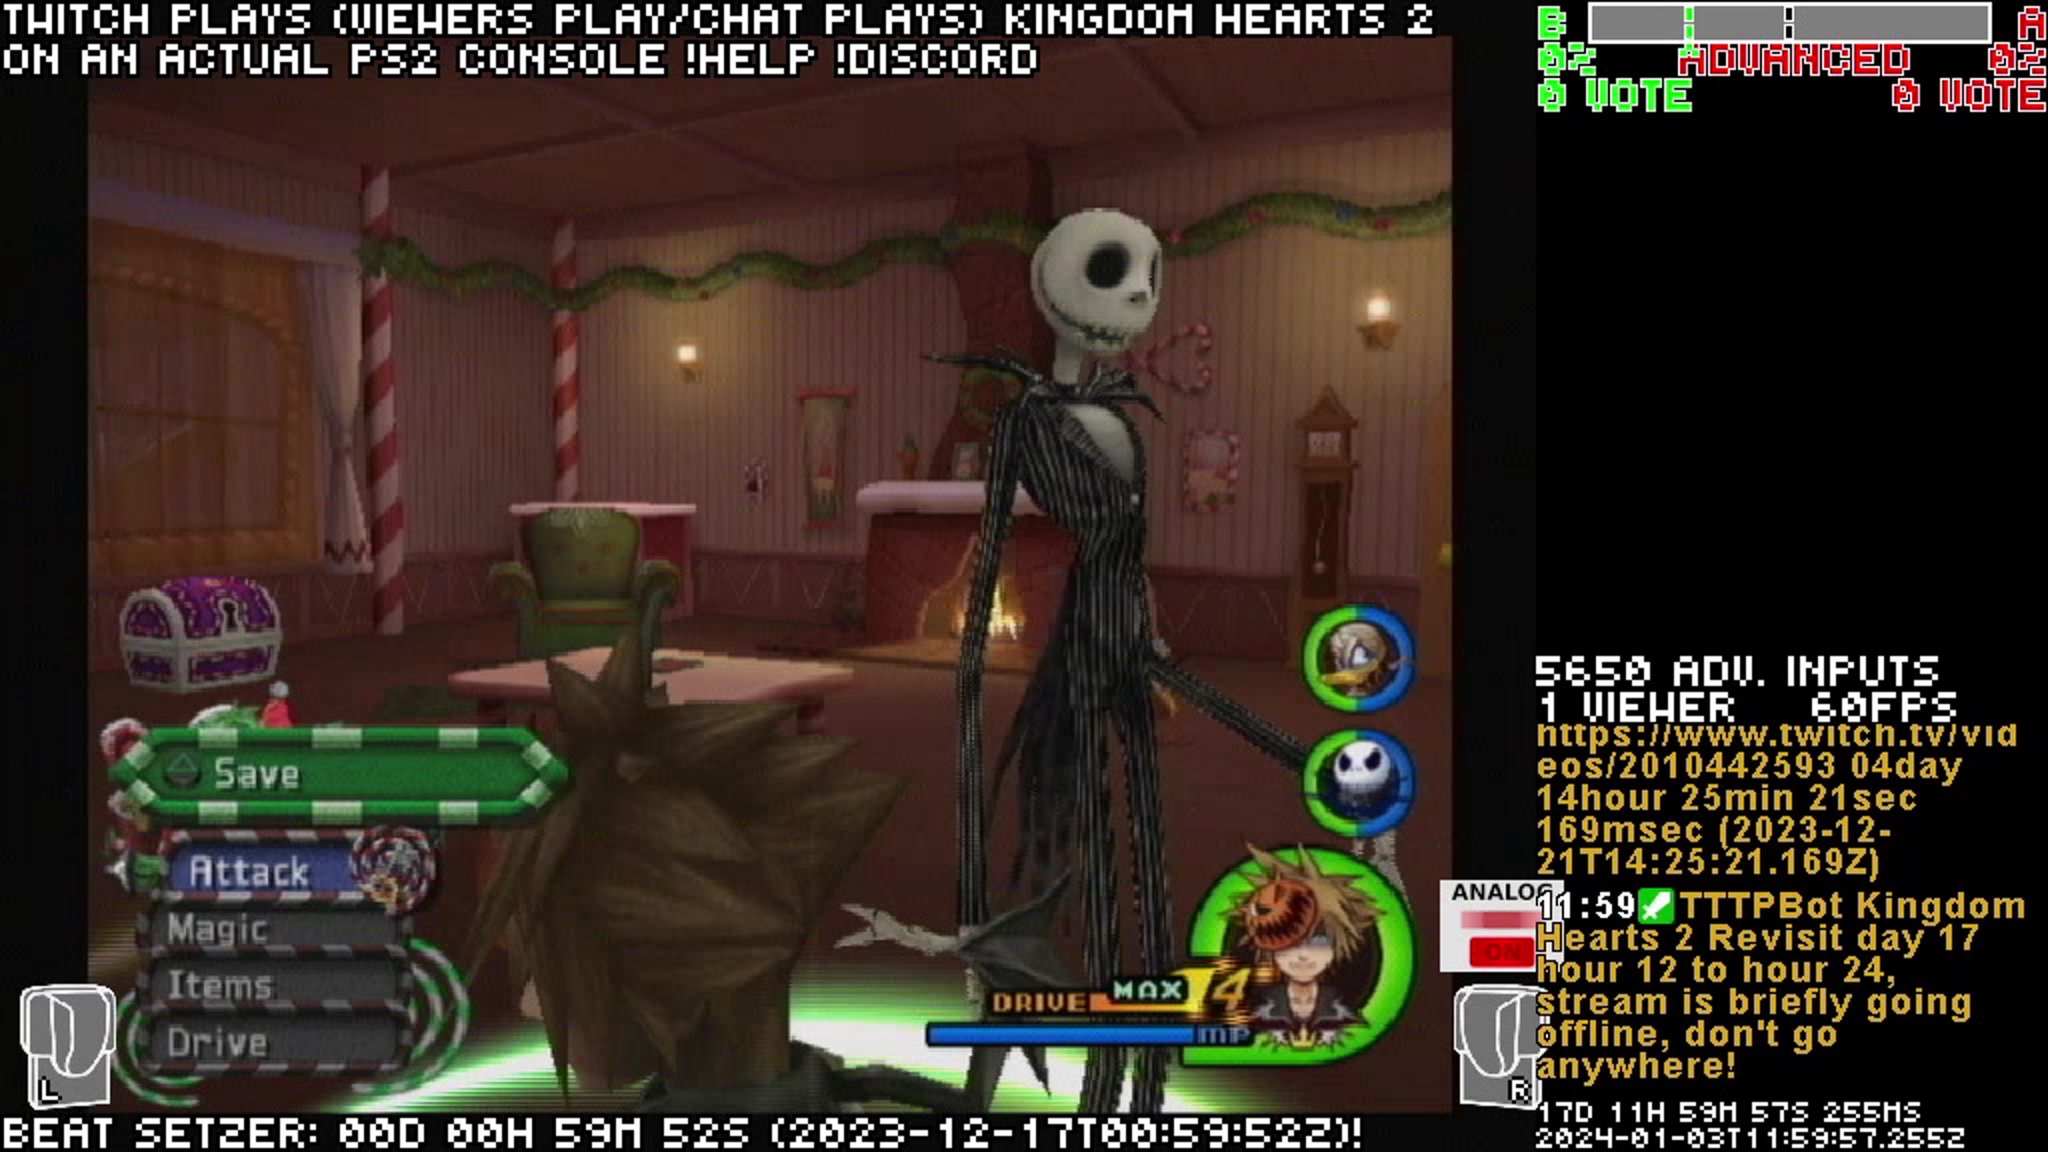 TWITCH PLAYS (VIEWERS PLAY/CHAT PLAYS) KINGDOM HEARTS 2
ON AN ACTUAL PS2 CONSOLE !HELP !DISCORD
B A
0% ADVANCED 0%
0 VOTE 0 VOTE
Save
Attack
Magic
Items
Drive
DRIVE MAX 4
MP
ANALOG
ON
L
R
5650 ADV. INPUTS
1 VIEWER 60FPS
https://www.twitch.tv/vid
eos/2010442593 04day
14hour 25min 21sec
169msec (2023-12-
21T14:25:21.169Z)
11:59 TTTPBot Kingdom
Hearts 2 Revisit day 17
hour 12 to hour 24,
stream is briefly going
offline, don't go
anywhere!
17D 11H 59M 57S 255MS
2024-01-03T11:59:57.255Z
BEAT SETZER: 00D 00H 59M 52S (2023-12-17T00:59:52Z)!